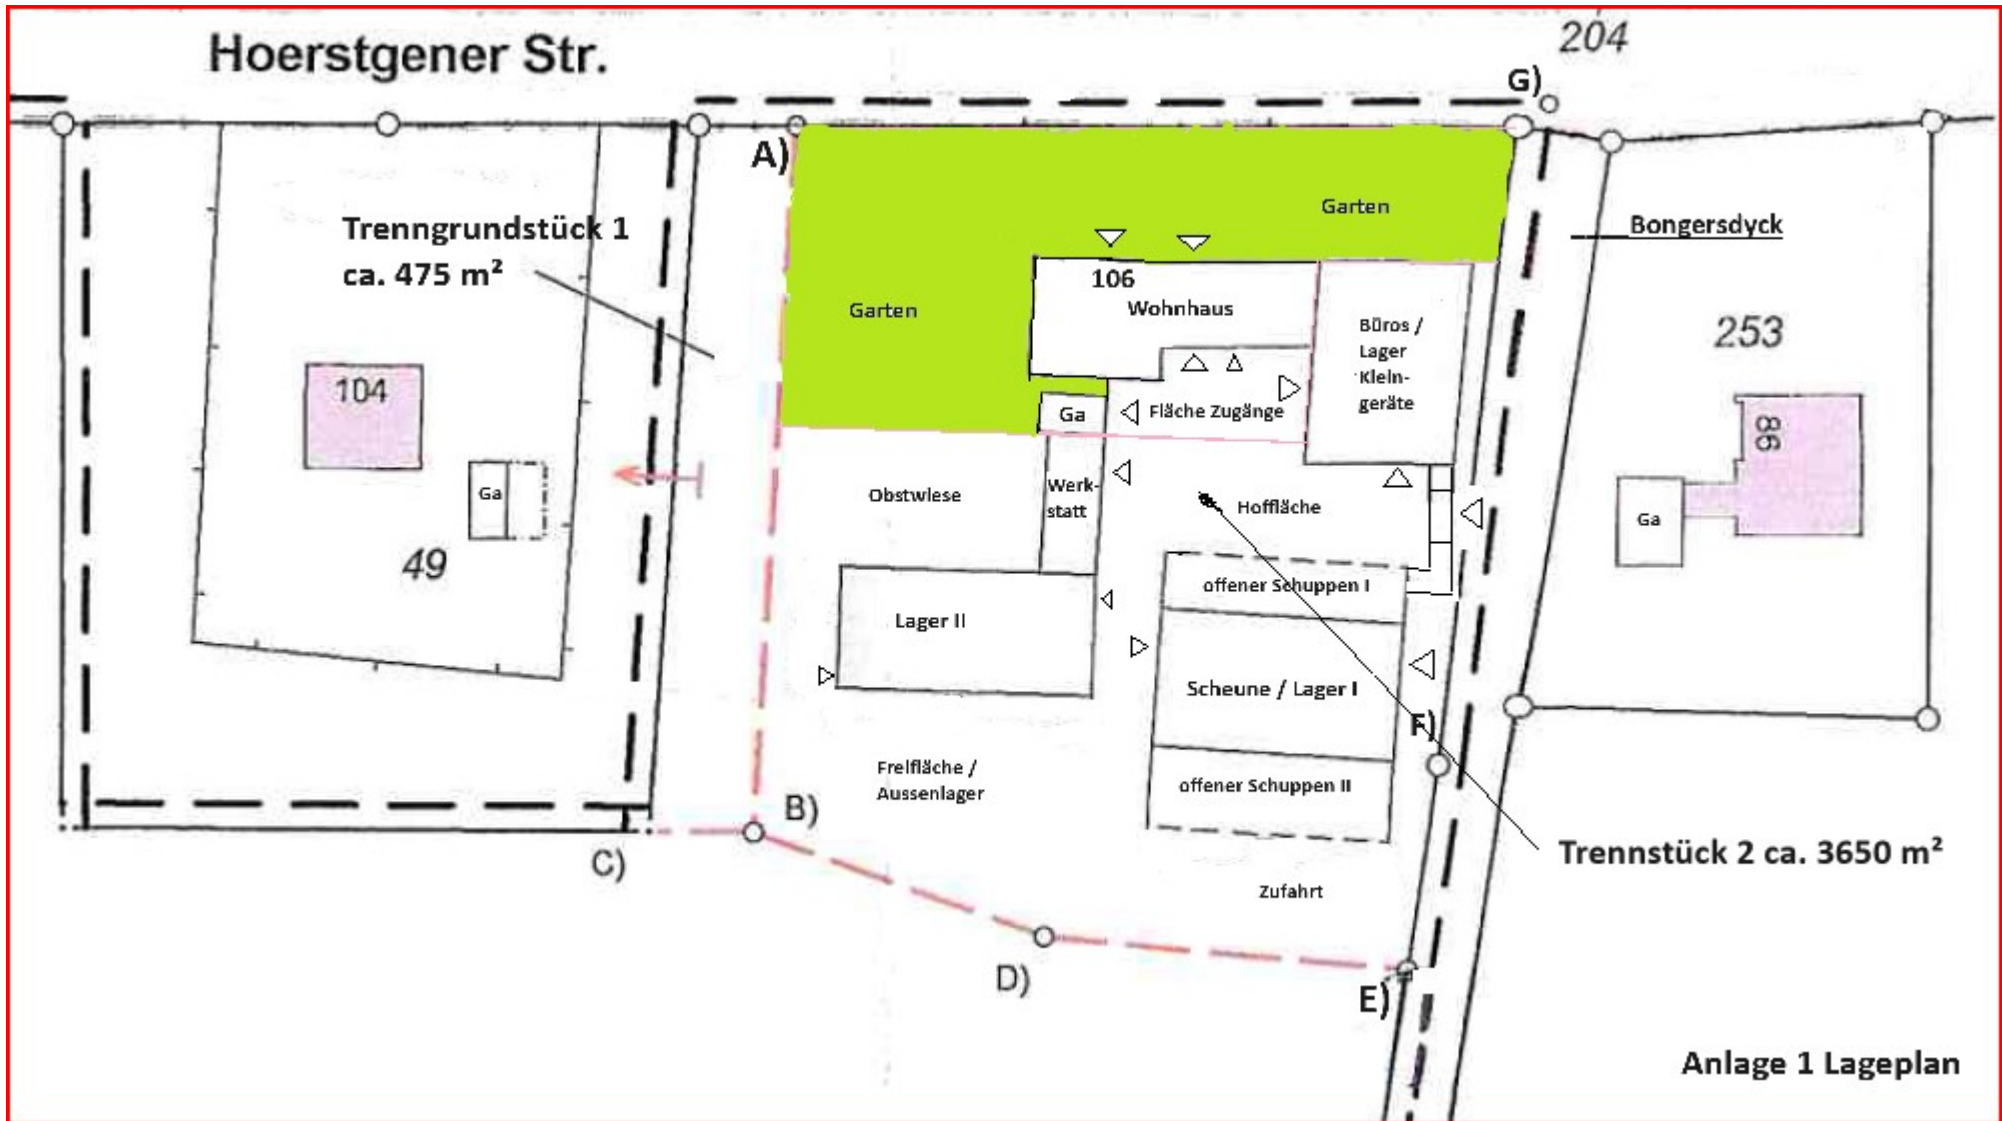 Hoerstgener Str.
204
G)
A)
Trenngrundstück 1
ca. 475 m²
Garten
Bongersdyck
106
Wohnhaus
Garten
Büros /
Lager
Klein-
geräte
253
104
Ga
Fläche Zugänge
86
Ga
Obstwiese
Werk-
statt
Hoffläche
Ga
49
offener Schuppen I
Lager II
Scheune / Lager I
F)
Freifläche /
Aussenlager
offener Schuppen II
B)
C)
Trennstück 2 ca. 3650 m²
Zufahrt
D)
E)
Anlage 1 Lageplan